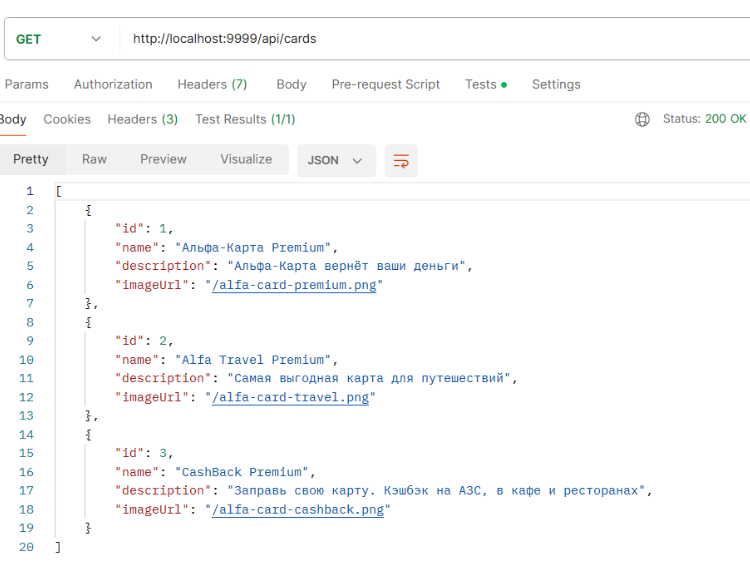 GET http://localhost:9999/api/cards
Params Authorization Headers (7) Body Pre-request Script Tests Settings
Body Cookies Headers (3) Test Results (1/1) Status: 200 OK
Pretty Raw Preview Visualize JSON
1 [
2 {
3 "id": 1,
4 "name": "Альфа-Карта Premium",
5 "description": "Альфа-Карта вернёт ваши деньги",
6 "imageUrl": "/alfa-card-premium.png"
7 },
8 {
9 "id": 2,
10 "name": "Alfa Travel Premium",
11 "description": "Самая выгодная карта для путешествий",
12 "imageUrl": "/alfa-card-travel.png"
13 },
14 {
15 "id": 3,
16 "name": "CashBack Premium",
17 "description": "Заправь свою карту. Кэшбэк на АЗС, в кафе и ресторанах",
18 "imageUrl": "/alfa-card-cashback.png"
19 }
20 ]